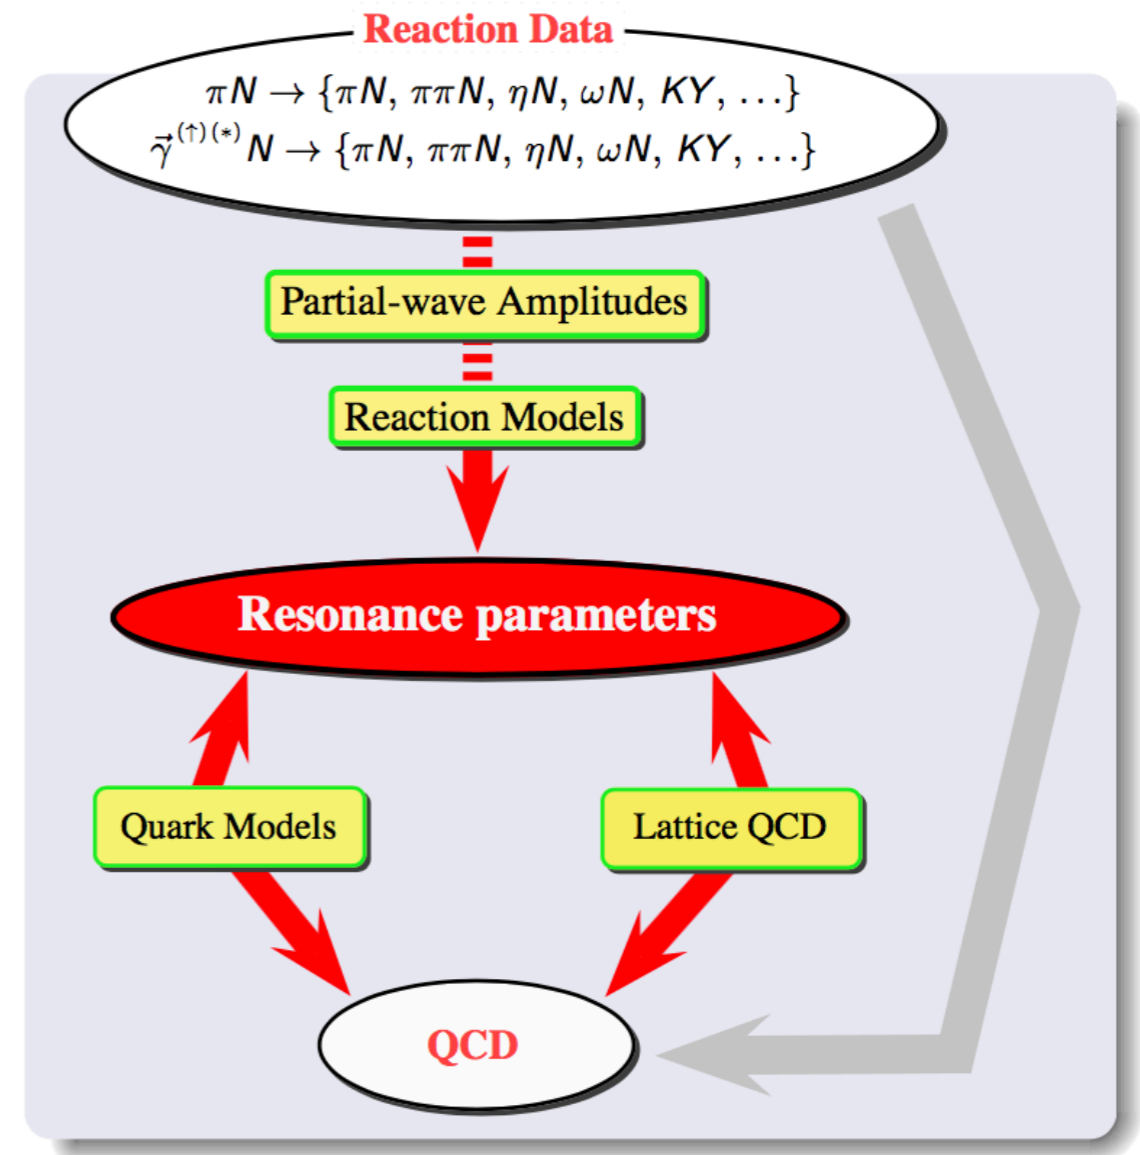 Reaction Data
πN → {πN, ππN, ηN, ωN, KY, …}
γ⃗ (↑)(∗) N → {πN, ππN, ηN, ωN, KY, …}
Partial-wave Amplitudes
Reaction Models
Resonance parameters
Quark Models
Lattice QCD
QCD